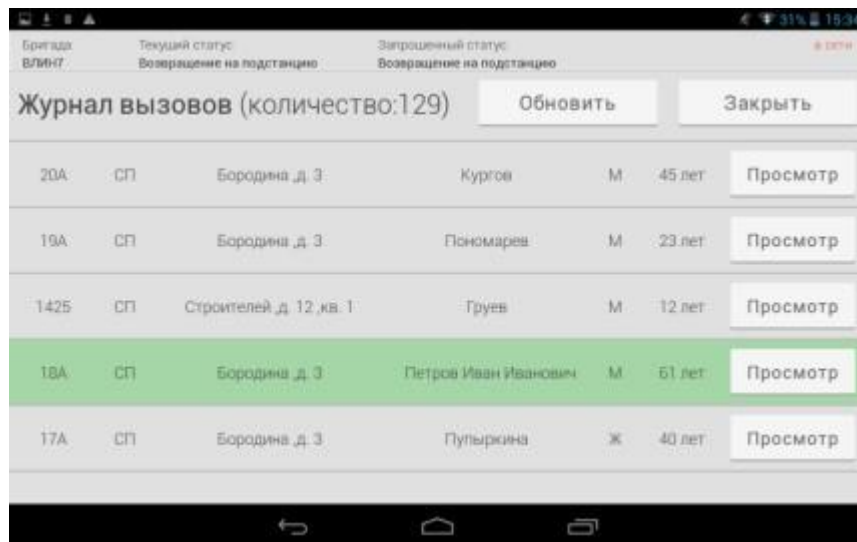 31% 15:34
Бригада Текущий статус Запрошенный статус в сети
ВЛИН7 Возвращение на подстанцию Возвращение на подстанцию
Журнал вызовов (количество:129) Обновить Закрыть
20А СП Бородина ,д. 3 Кургов М 45 лет Просмотр
19А СП Бородина ,д. 3 Пономарев М 23 лет Просмотр
1425 СП Строителей ,д. 12 ,кв. 1 Груев М 12 лет Просмотр
18А СП Бородина ,д. 3 Петров Иван Иванович М 61 лет Просмотр
17А СП Бородина ,д. 3 Пупыркина Ж 40 лет Просмотр